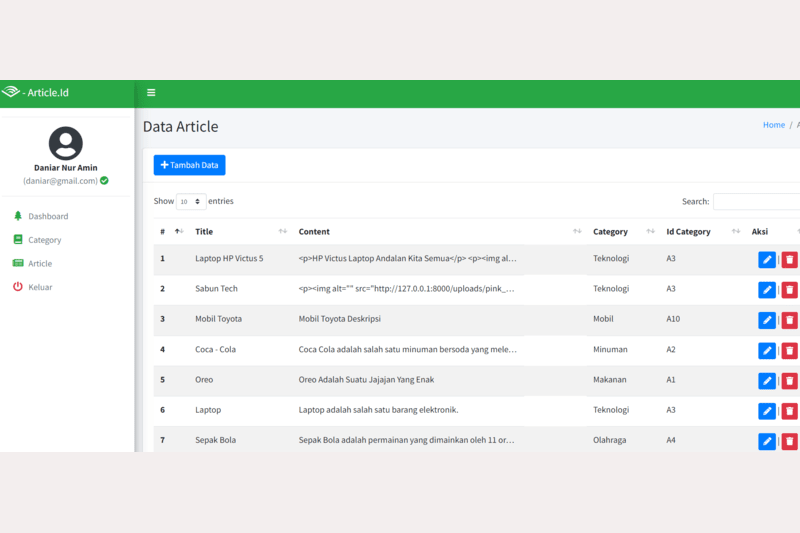 - Article.Id
Data Article
Home / A
Daniar Nur Amin
(daniar@gmail.com)
Dashboard
Category
Article
Keluar
Tambah Data
Show 10 entries
Search:
# Title Content Category Id Category Aksi
1 Laptop HP Victus 5 <p>HP Victus Laptop Andalan Kita Semua</p> <p><img al... Teknologi A3 |
2 Sabun Tech <p><img alt="" src="http://127.0.0.1:8000/uploads/pink_... Teknologi A3 |
3 Mobil Toyota Mobil Toyota Deskripsi Mobil A10 |
4 Coca - Cola Coca Cola adalah salah satu minuman bersoda yang mele... Minuman A2 |
5 Oreo Oreo Adalah Suatu Jajajan Yang Enak Makanan A1 |
6 Laptop Laptop adalah salah satu barang elektronik. Teknologi A3 |
7 Sepak Bola Sepak Bola adalah permainan yang dimainkan oleh 11 or... Olahraga A4 |